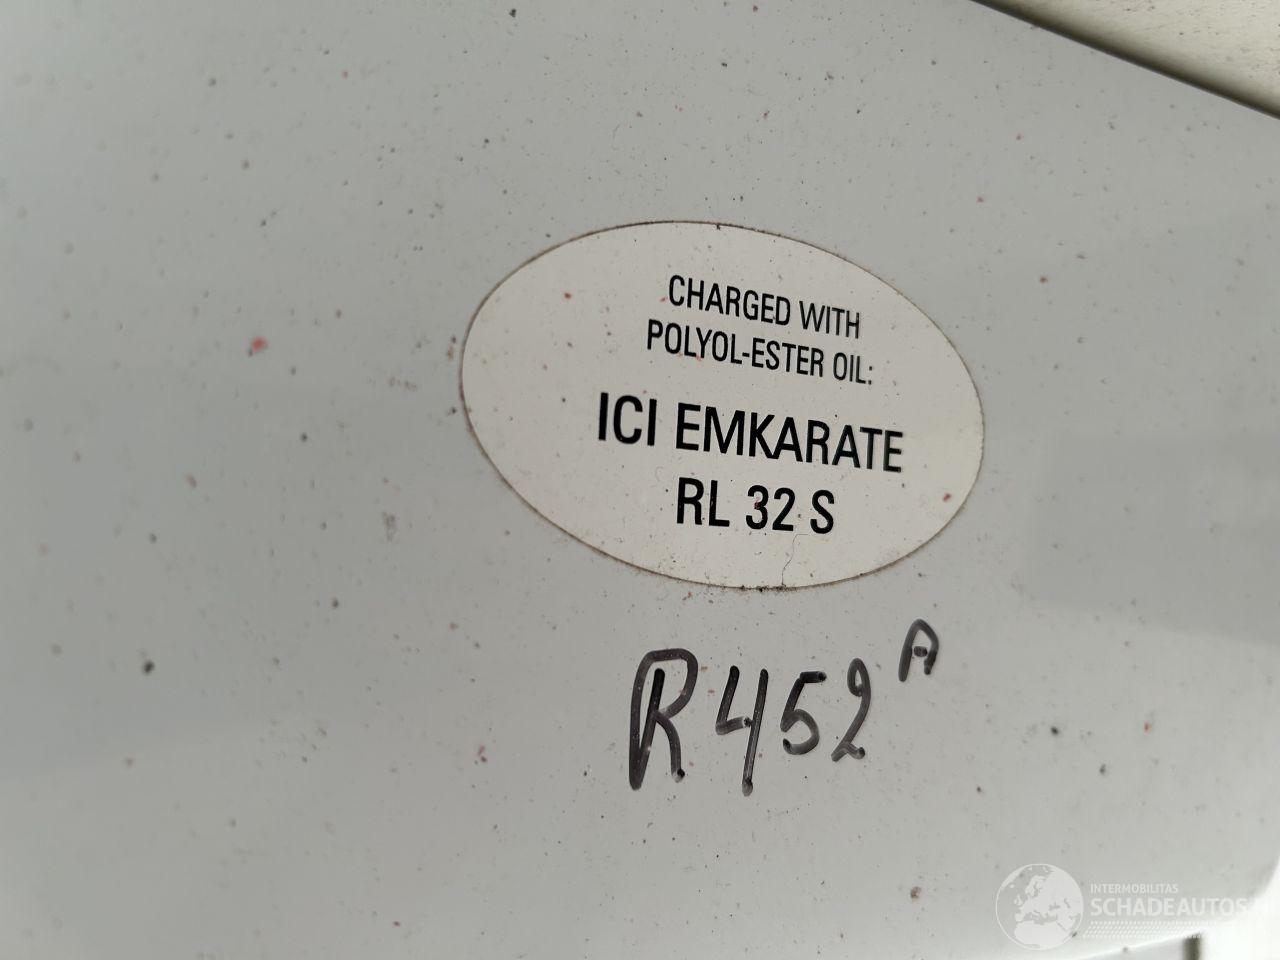 CHARGED WITH
POLYOL-ESTER OIL:
ICI EMKARATE
RL 32 S
R452A
INTERMOBILITAS
SCHADEAUTOS